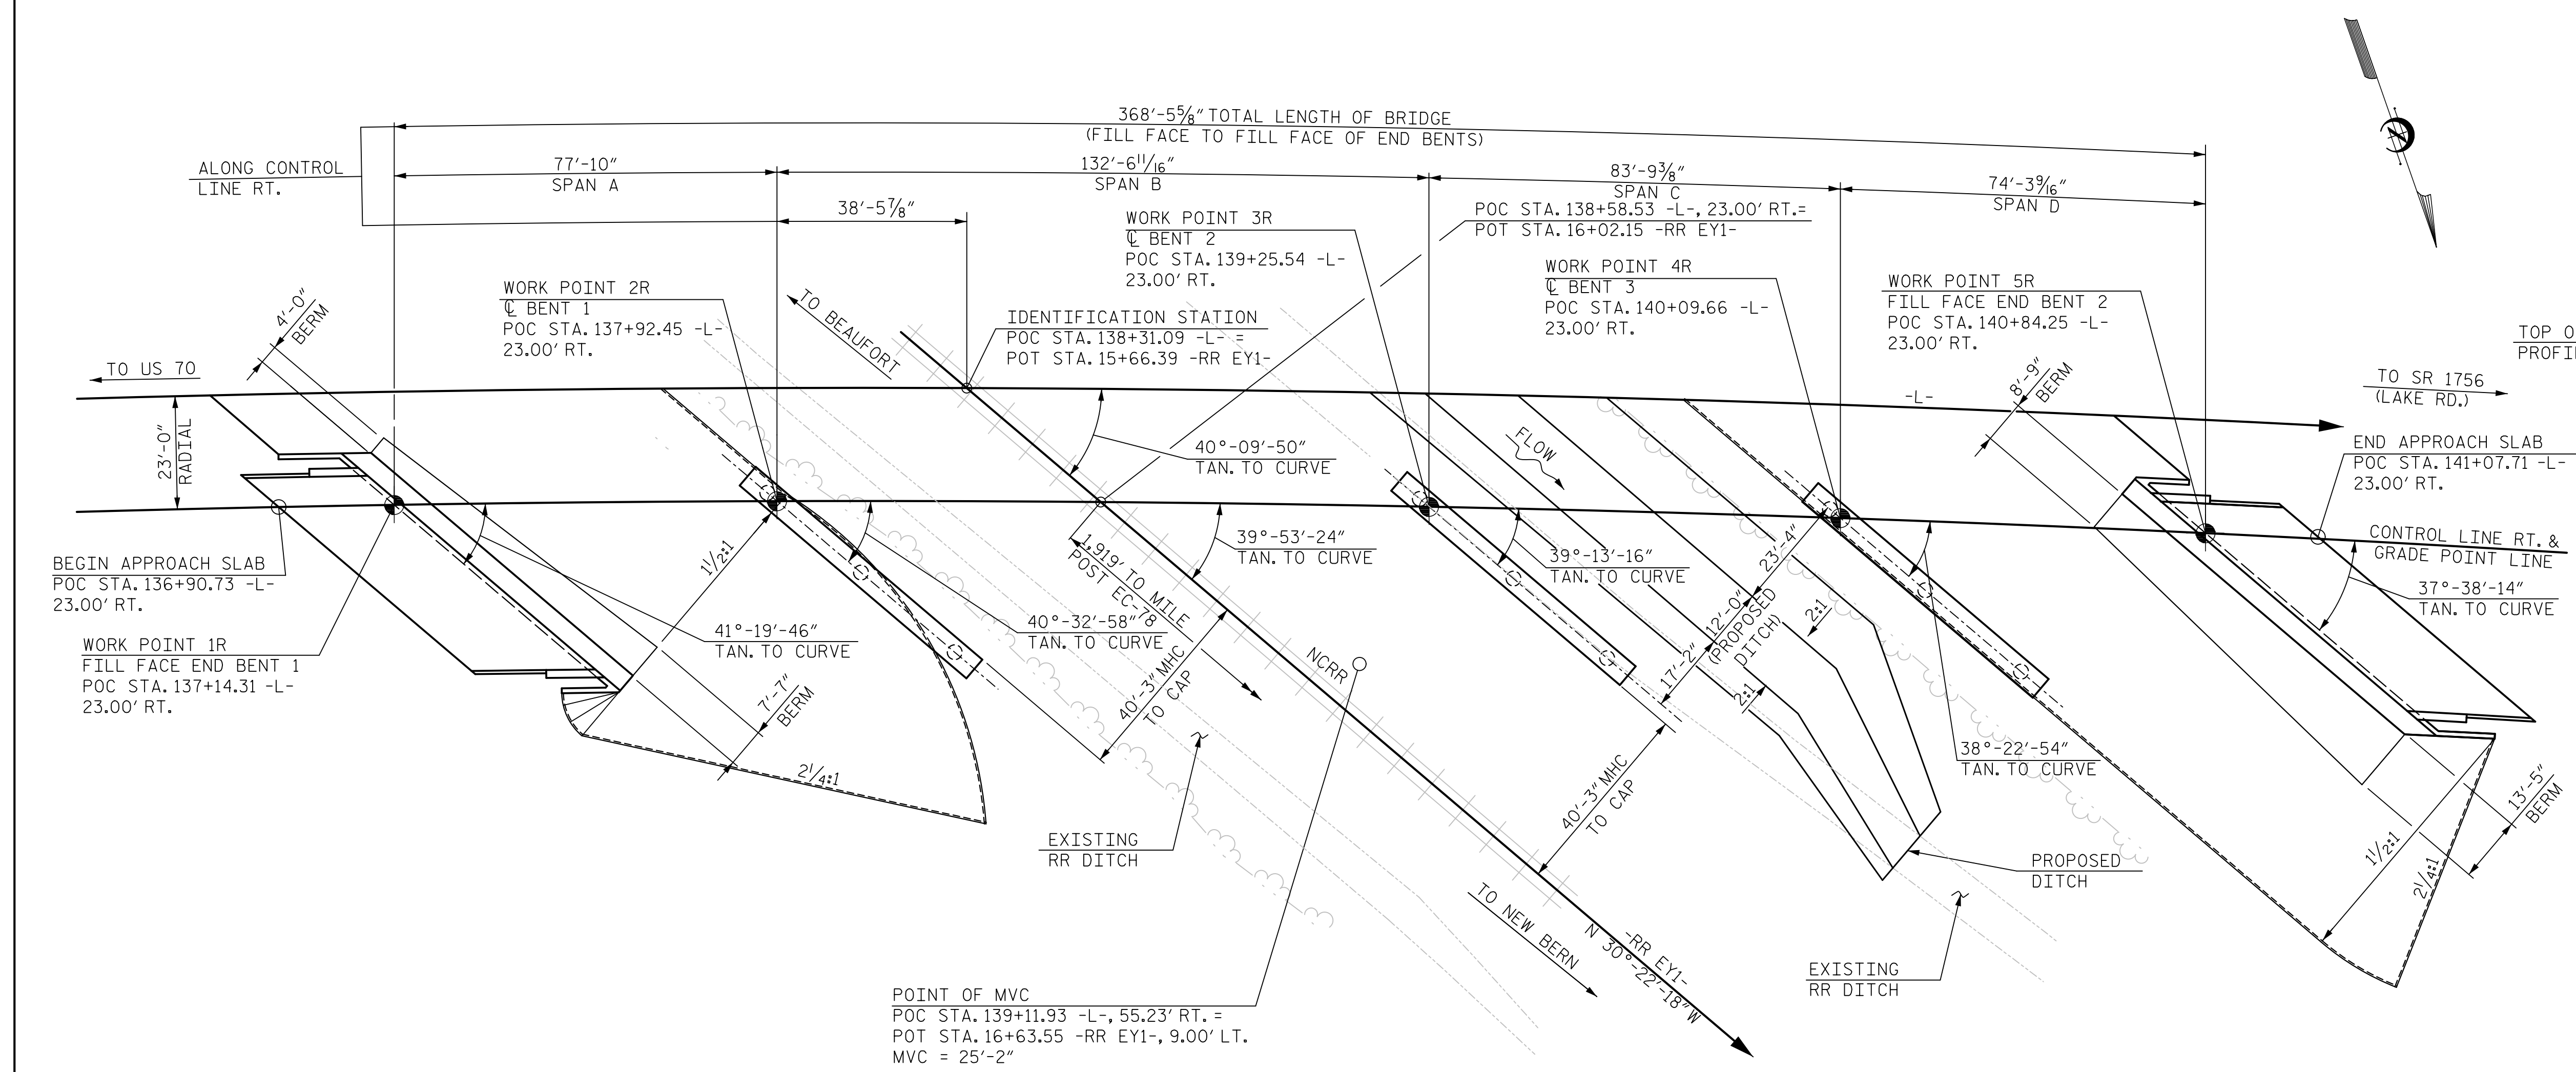 368'-5⅝" TOTAL LENGTH OF BRIDGE
(FILL FACE TO FILL FACE OF END BENTS)
ALONG CONTROL
LINE RT.
77'-10"
SPAN A
132'-6 11/16"
SPAN B
83'-9⅜"
SPAN C
74'-3 9/16"
SPAN D
38'-5⅞"
WORK POINT 3R
℄ BENT 2
POC STA. 139+25.54 -L-
23.00' RT.
POC STA. 138+58.53 -L-, 23.00' RT.=
POT STA. 16+02.15 -RR EY1-
WORK POINT 4R
℄ BENT 3
POC STA. 140+09.66 -L-
23.00' RT.
WORK POINT 5R
FILL FACE END BENT 2
POC STA. 140+84.25 -L-
23.00' RT.
WORK POINT 2R
℄ BENT 1
POC STA. 137+92.45 -L-
23.00' RT.
4'-0"
BERM
TO BEAUFORT
IDENTIFICATION STATION
POC STA. 138+31.09 -L- =
POT STA. 15+66.39 -RR EY1-
N
TOP O
PROFI
TO US 70
8'-9"
BERM
TO SR 1756
(LAKE RD.)
-L-
23'-0"
RADIAL
40°-09'-50"
TAN. TO CURVE
FLOW
END APPROACH SLAB
POC STA. 141+07.71 -L-
23.00' RT.
BEGIN APPROACH SLAB
POC STA. 136+90.73 -L-
23.00' RT.
1½:1
1,919' TO MILE
POST EC-78
39°-53'-24"
TAN. TO CURVE
39°-13'-16"
TAN. TO CURVE
23'-4"
CONTROL LINE RT. &
GRADE POINT LINE
37°-38'-14"
TAN. TO CURVE
WORK POINT 1R
FILL FACE END BENT 1
POC STA. 137+14.31 -L-
23.00' RT.
41°-19'-46"
TAN. TO CURVE
40°-32'-58"
TAN. TO CURVE
12'-0"
(PROPOSED
DITCH)
2:1
17'-2"
2:1
NCRR
7'-7"
BERM
40'-3" MHC
TO CAP
38°-22'-54"
TAN. TO CURVE
2¼:1
40'-3" MHC
TO CAP
13'-5"
BERM
EXISTING
RR DITCH
PROPOSED
DITCH
1½:1
2¼:1
TO NEW BERN
-RR EY1-
N 30°-22'-18" W
EXISTING
RR DITCH
POINT OF MVC
POC STA. 139+11.93 -L-, 55.23' RT. =
POT STA. 16+63.55 -RR EY1-, 9.00' LT.
MVC = 25'-2"